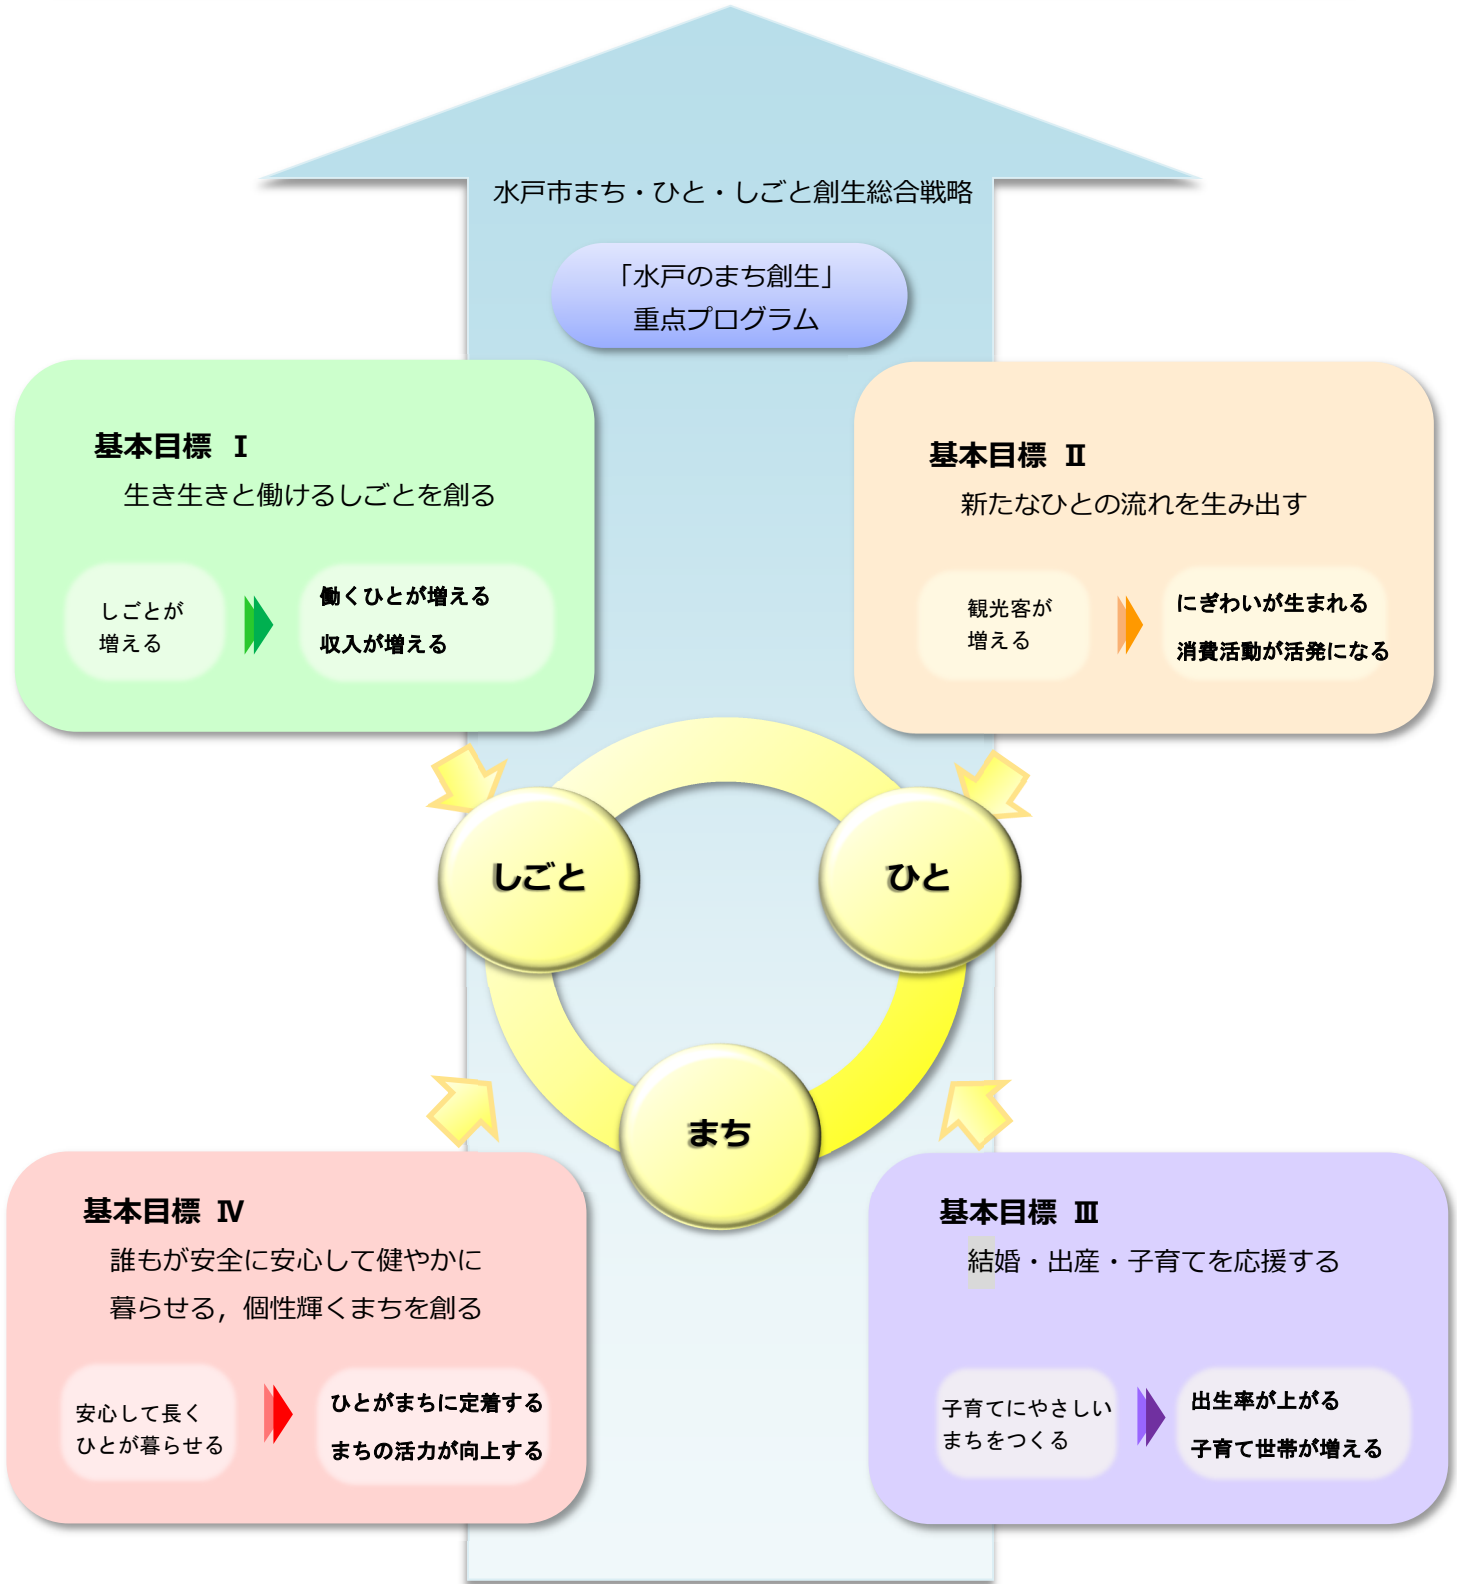 水戸市まち・ひと・しごと創生総合戦略
「水戸のまち創生」
重点プログラム
基本目標 Ⅰ
生き生きと働けるしごとを創る
しごとが
増える
働くひとが増える
収入が増える
基本目標 Ⅱ
新たなひとの流れを生み出す
観光客が
増える
にぎわいが生まれる
消費活動が活発になる
しごと
ひと
まち
基本目標 Ⅳ
誰もが安全に安心して健やかに
暮らせる，個性輝くまちを創る
安心して長く
ひとが暮らせる
ひとがまちに定着する
まちの活力が向上する
基本目標 Ⅲ
結婚・出産・子育てを応援する
子育てにやさしい
まちをつくる
出生率が上がる
子育て世帯が増える